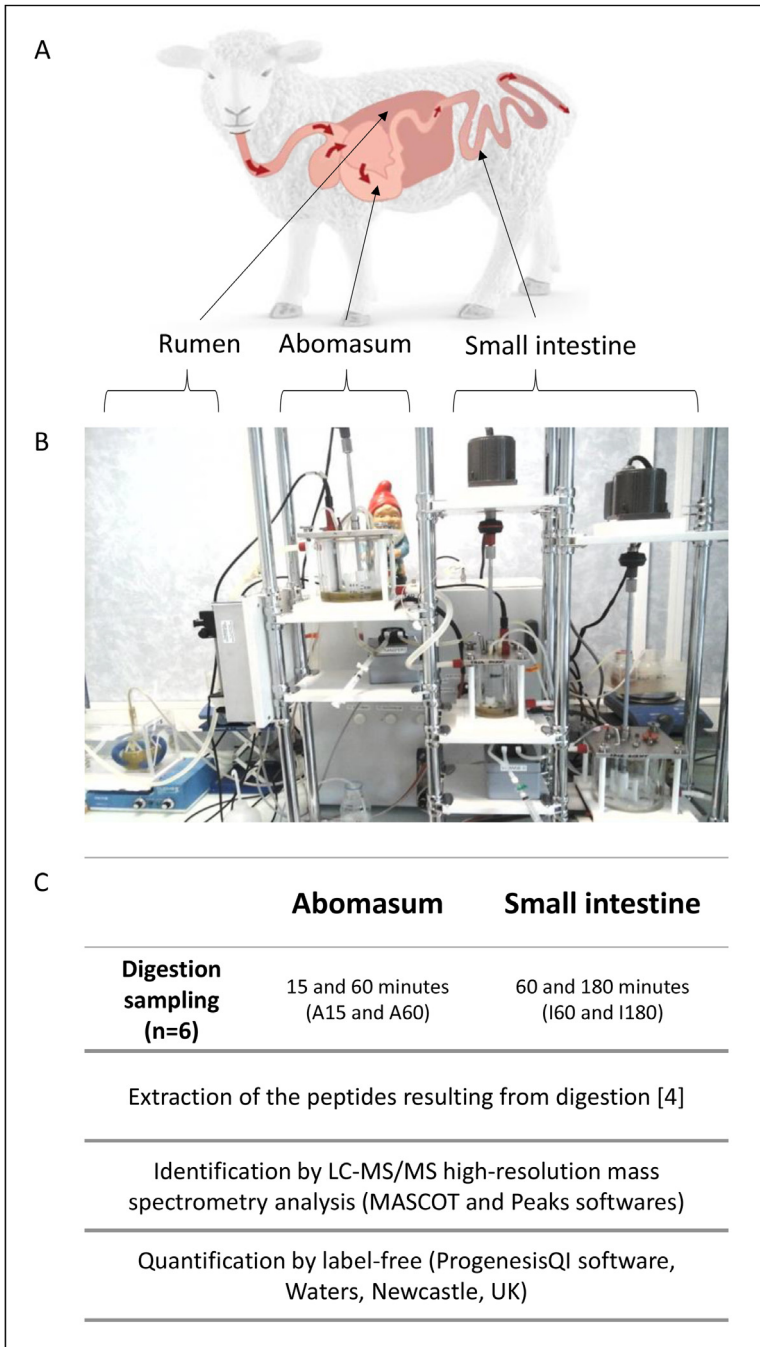 A
Rumen
Abomasum
Small intestine
B
C
Abomasum
Small intestine
Digestion
sampling
(n=6)
15 and 60 minutes
(A15 and A60)
60 and 180 minutes
(I60 and I180)
Extraction of the peptides resulting from digestion [4]
Identification by LC-MS/MS high-resolution mass
spectrometry analysis (MASCOT and Peaks softwares)
Quantification by label-free (ProgenesisQI software,
Waters, Newcastle, UK)